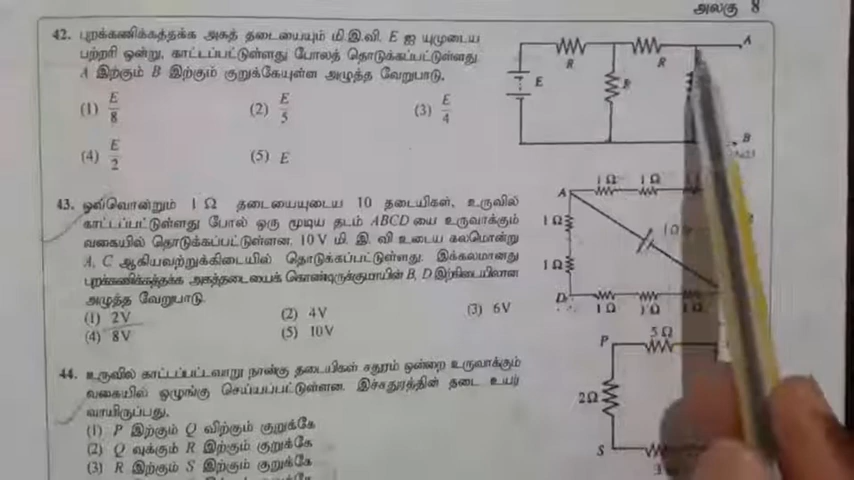 அலகு 8
42. புறக்கணிக்கத்தக்க அகத் தடையையும் மி.இ.வி. E ஐ யுமுடைய
பற்றரி ஒன்று, காட்டப்பட்டுள்ளது போலத் தொடுக்கப்பட்டுள்ளது
A இற்கும் B இற்கும் குறுக்கேயுள்ள அழுத்த வேறுபாடு.
(1) E/8 (2) E/5 (3) E/4
(4) E/2 (5) E
R R A
E R
B
43. ஒவ்வொன்றும் 1 Ω தடையையுடைய 10 தடையிகள், உருவில்
காட்டப்பட்டுள்ளது போல் ஒரு மூடிய தடம் ABCD யை உருவாக்கும்
வகையில் தொடுக்கப்பட்டுள்ளன. 10 V மி. இ. வி உடைய கலமொன்று
A, C ஆகியவற்றுக்கிடையில் தொடுக்கப்பட்டுள்ளது. இக்கலமானது
புறக்கணிக்கத்தக்க அகத்தடையைக் கொண்டிருக்குமாயின் B, D இற்கிடையிலான
அழுத்த வேறுபாடு.
(1) 2V (2) 4V (3) 6V
(4) 8V (5) 10V
1 Ω 1 Ω
A
1 Ω 1 Ω
1 Ω
D
1 Ω 1 Ω 1 Ω
44. உருவில் காட்டப்பட்டவாறு நான்கு தடையிகள் சதுரம் ஒன்றை உருவாக்கும்
வகையில் ஒழுங்கு செய்யப்பட்டுள்ளன. இச்சதுரத்தின் தடை உயர்
வாயிருப்பது,
(1) P இற்கும் Q விற்கும் குறுக்கே
(2) Q வுக்கும் R இற்கும் குறுக்கே
(3) R இற்கும் S இற்கும் குறுக்கே
P 5 Ω
2Ω
S